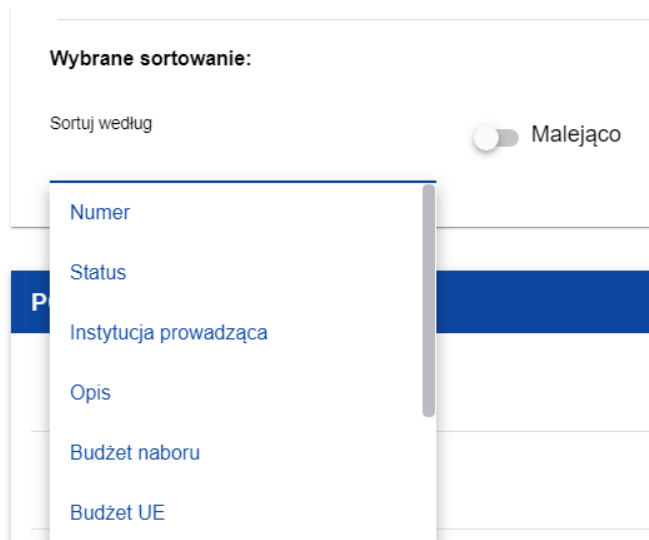 Wybrane sortowanie:
Sortuj według
Malejąco
Numer
Status
Instytucja prowadząca
Opis
Budżet naboru
Budżet UE